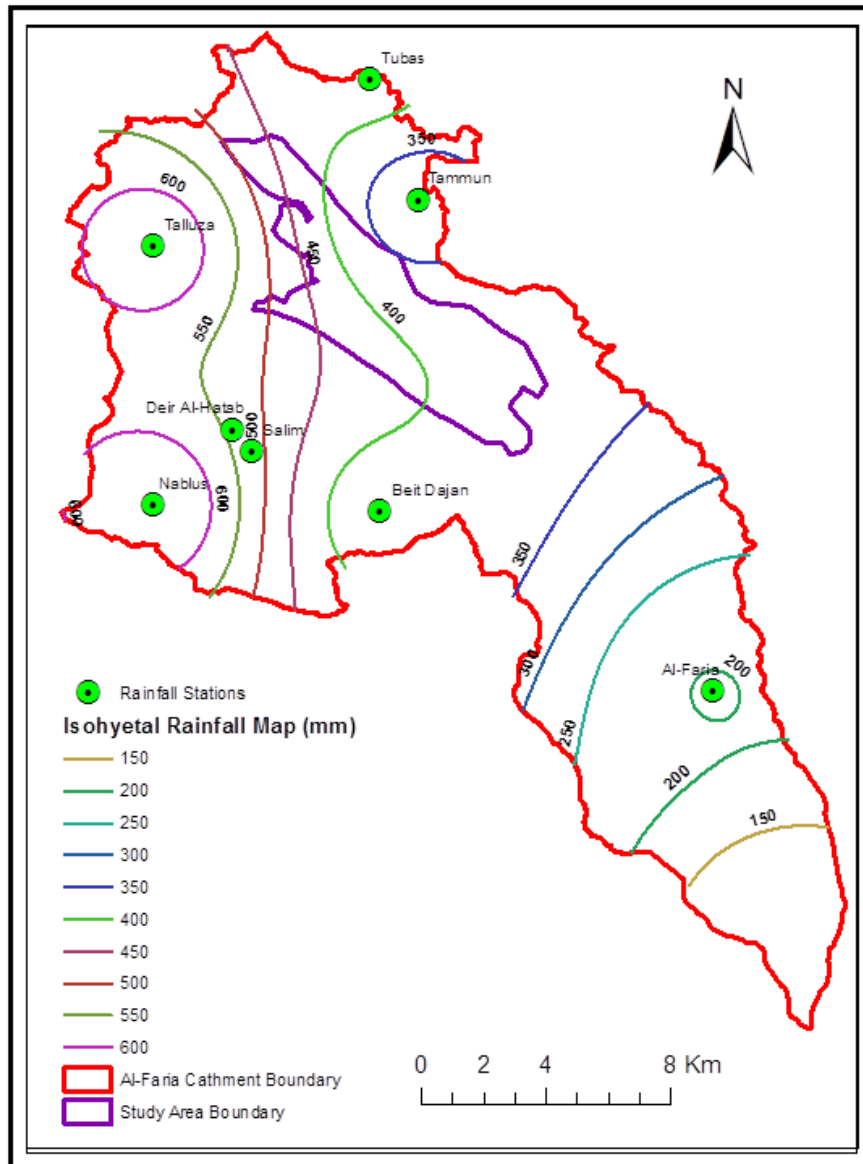 Tubas
N
350
Tammun
600
Talluza
450
400
550
Deir Al-Hatab
Salim
500
Nablus
600
600
Beit Dajan
350
300
Al-Faria
200
250
200
150
Rainfall Stations
Isohyetal Rainfall Map (mm)
150
200
250
300
350
400
450
500
550
600
Al-Faria Cathment Boundary
Study Area Boundary
0 2 4 8 Km